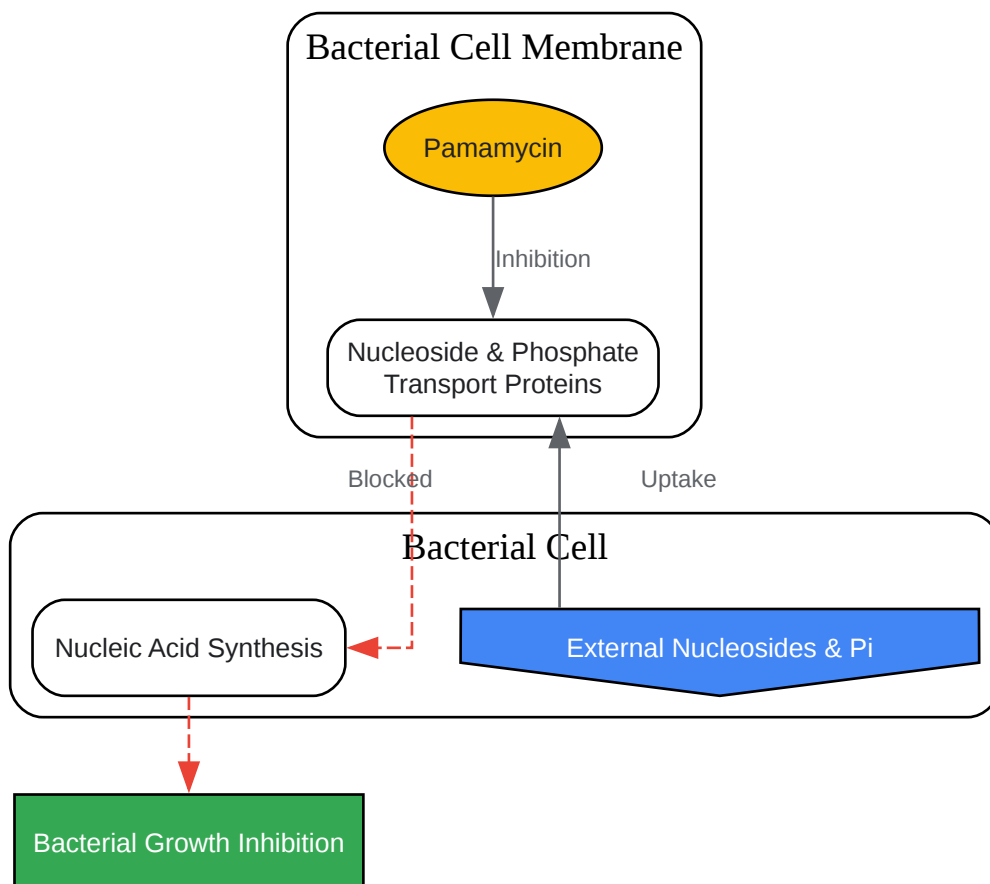 Bacterial Cell Membrane
Pamamycin
Inhibition
Nucleoside & Phosphate
Transport Proteins
Blocked
Uptake
Bacterial Cell
Nucleic Acid Synthesis
External Nucleosides & Pi
Bacterial Growth Inhibition